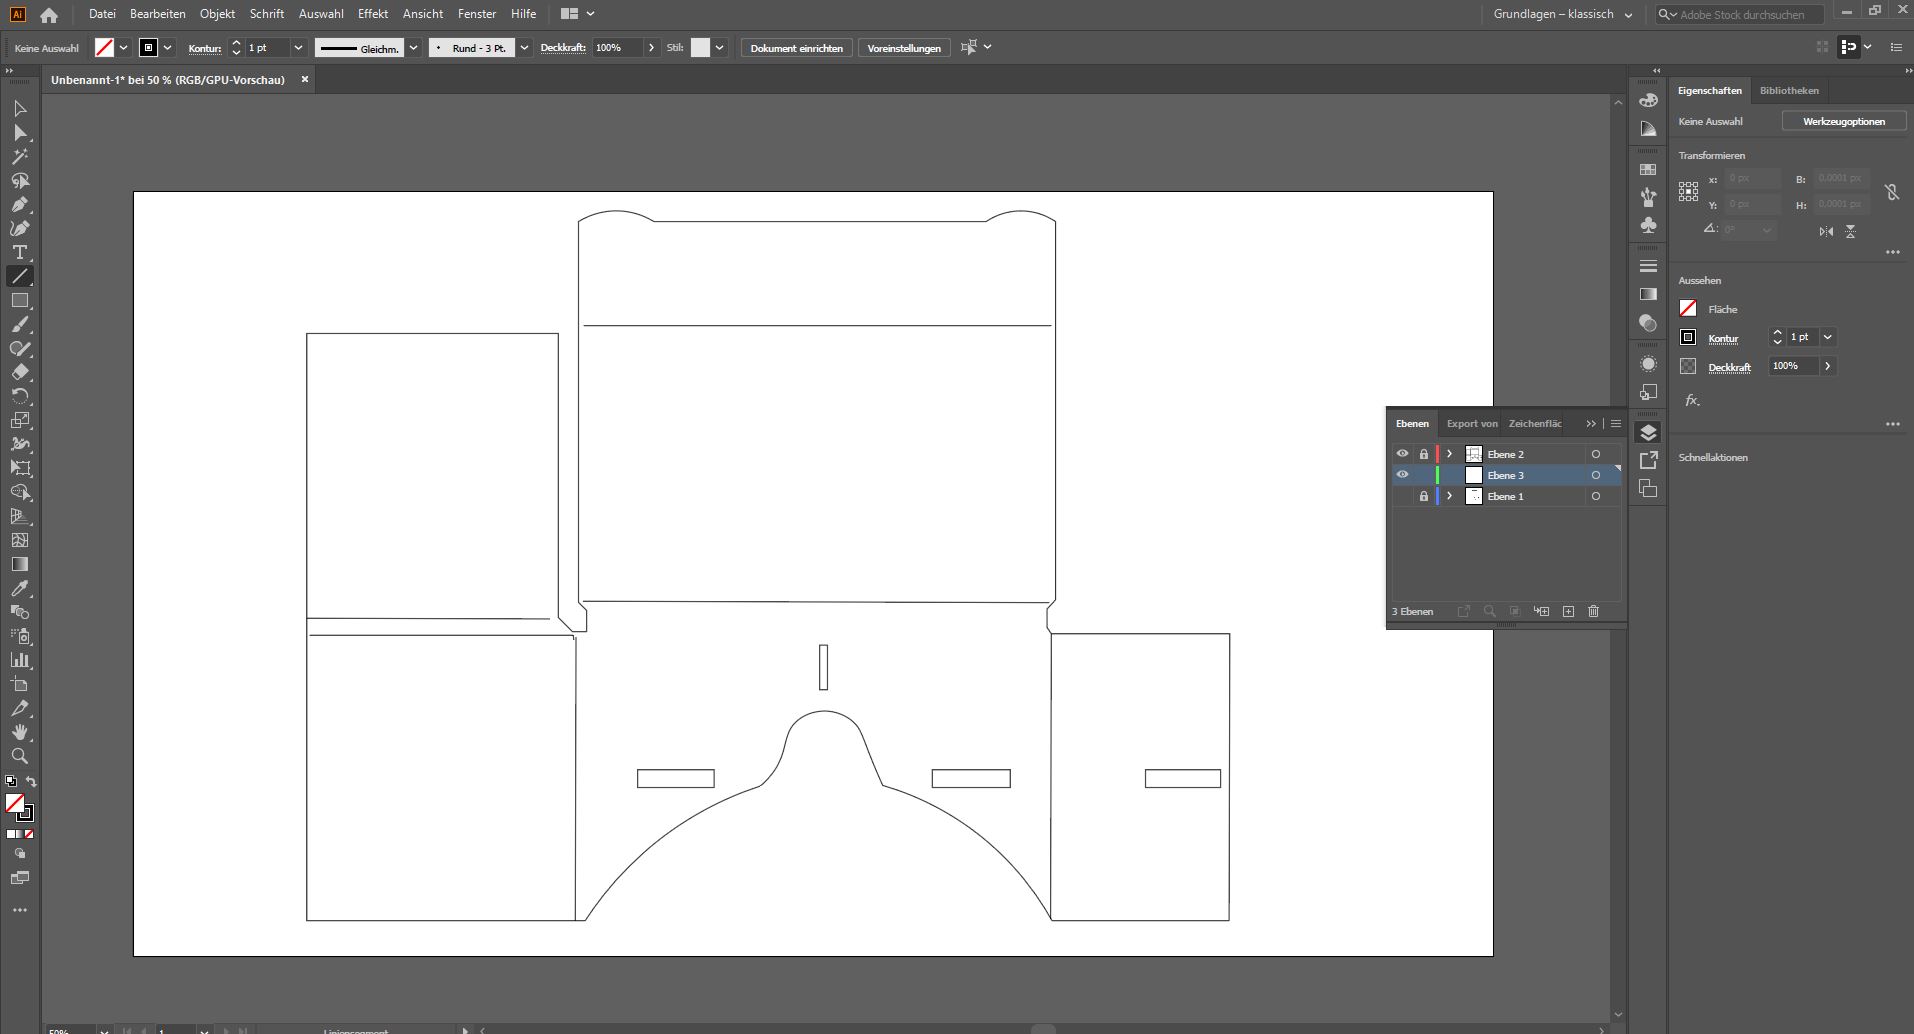 Ai Datei Bearbeiten Objekt Schrift Auswahl Effekt Ansicht Fenster Hilfe Grundlagen – klassisch Adobe Stock durchsuchen
Keine Auswahl Kontur: 1 pt Gleichm. Rund - 3 Pt. Deckkraft: 100% Stil: Dokument einrichten Voreinstellungen
Unbenannt-1* bei 50 % (RGB/GPU-Vorschau)
Eigenschaften Bibliotheken
Keine Auswahl Werkzeugoptionen
Transformieren
X: 0 px B: 0,0001 px
Y: 0 px H: 0,0001 px
0°
Aussehen
Fläche
Kontur 1 pt
Deckkraft 100%
fx.
Schnellaktionen
Ebenen Export von Zeichenfläc
Ebene 2
Ebene 3
Ebene 1
3 Ebenen
50% 1 Liniensegment